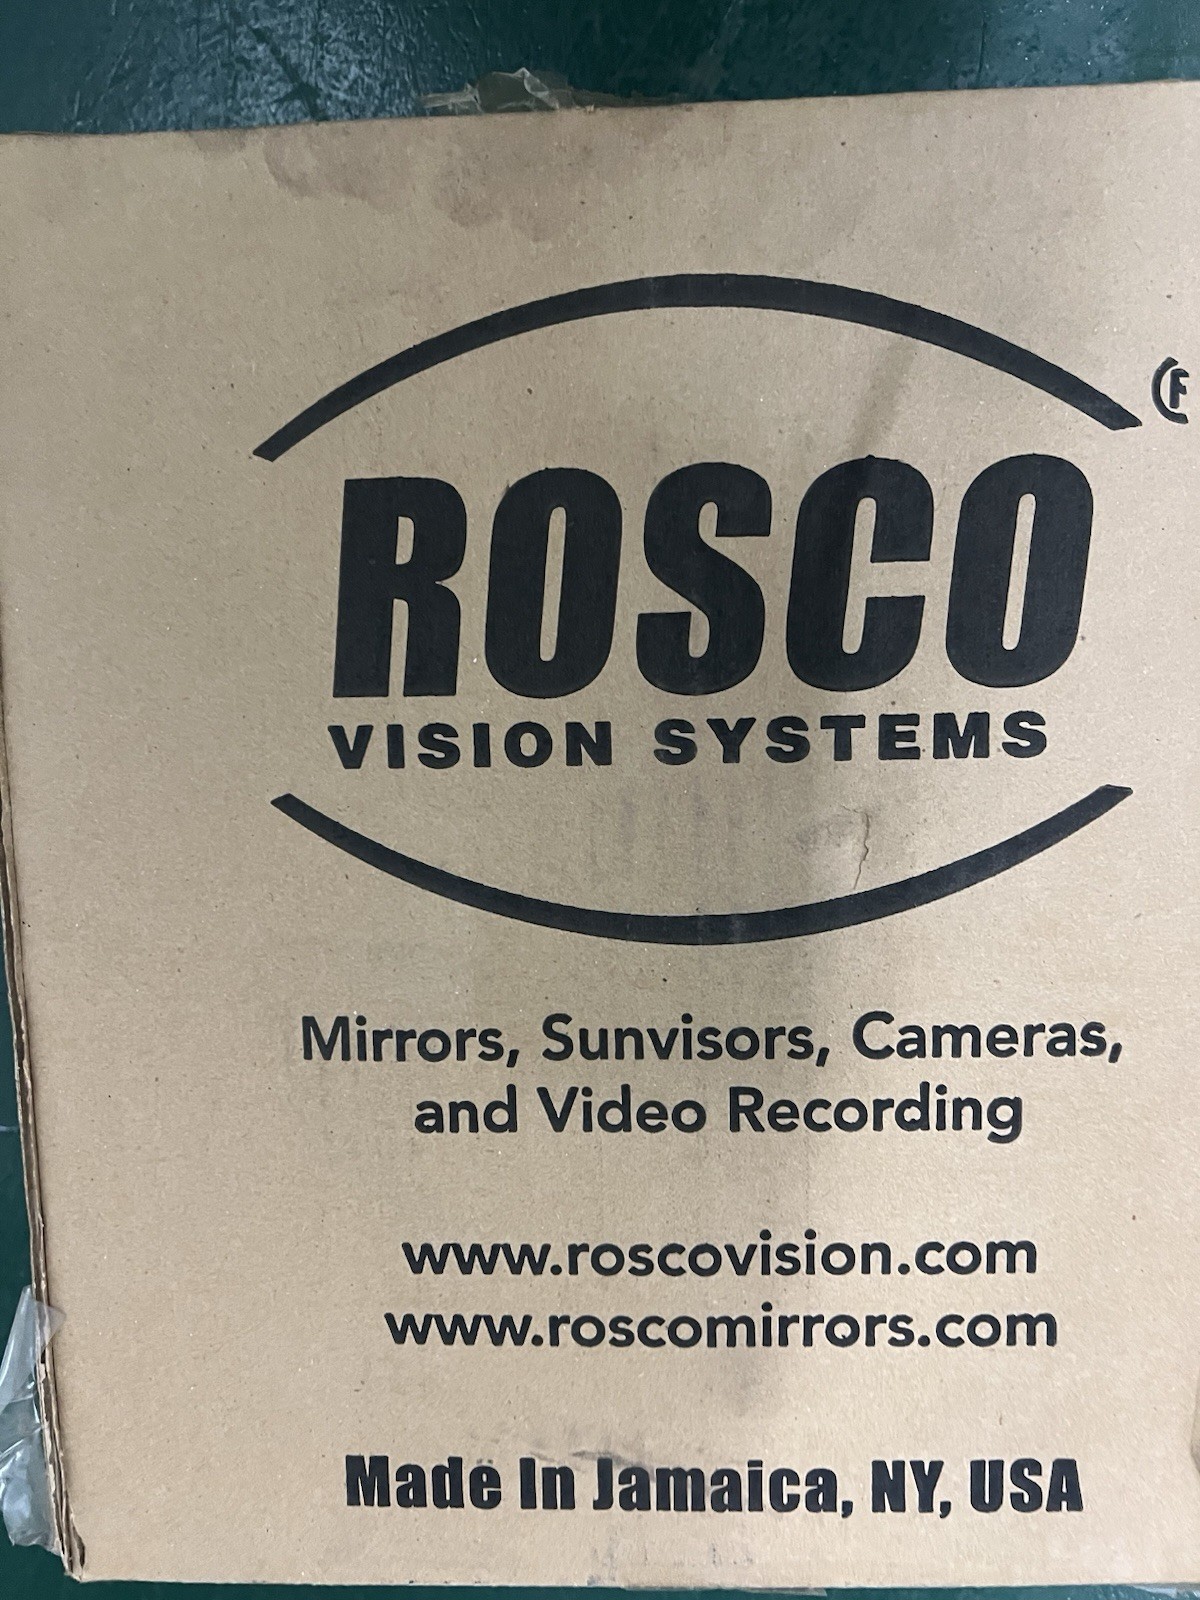 ROSCO
VISION SYSTEMS
Mirrors, Sunvisors, Cameras,
and Video Recording
www.roscovision.com
www.roscomirrors.com
Made In Jamaica, NY, USA